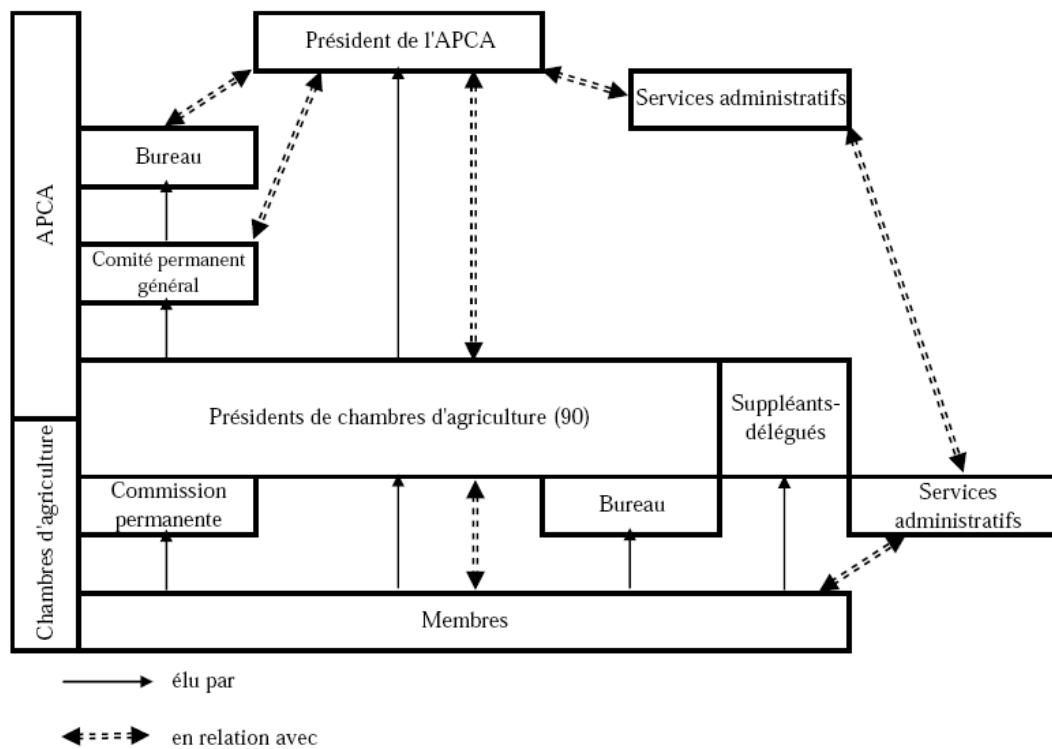 Président de l'APCA
Services administratifs
Bureau
APCA
Comité permanent
général
Présidents de chambres d'agriculture (90)
Suppléants-
délégués
Chambres d'agriculture
Commission
permanente
Bureau
Services
administratifs
Membres
élu par
en relation avec